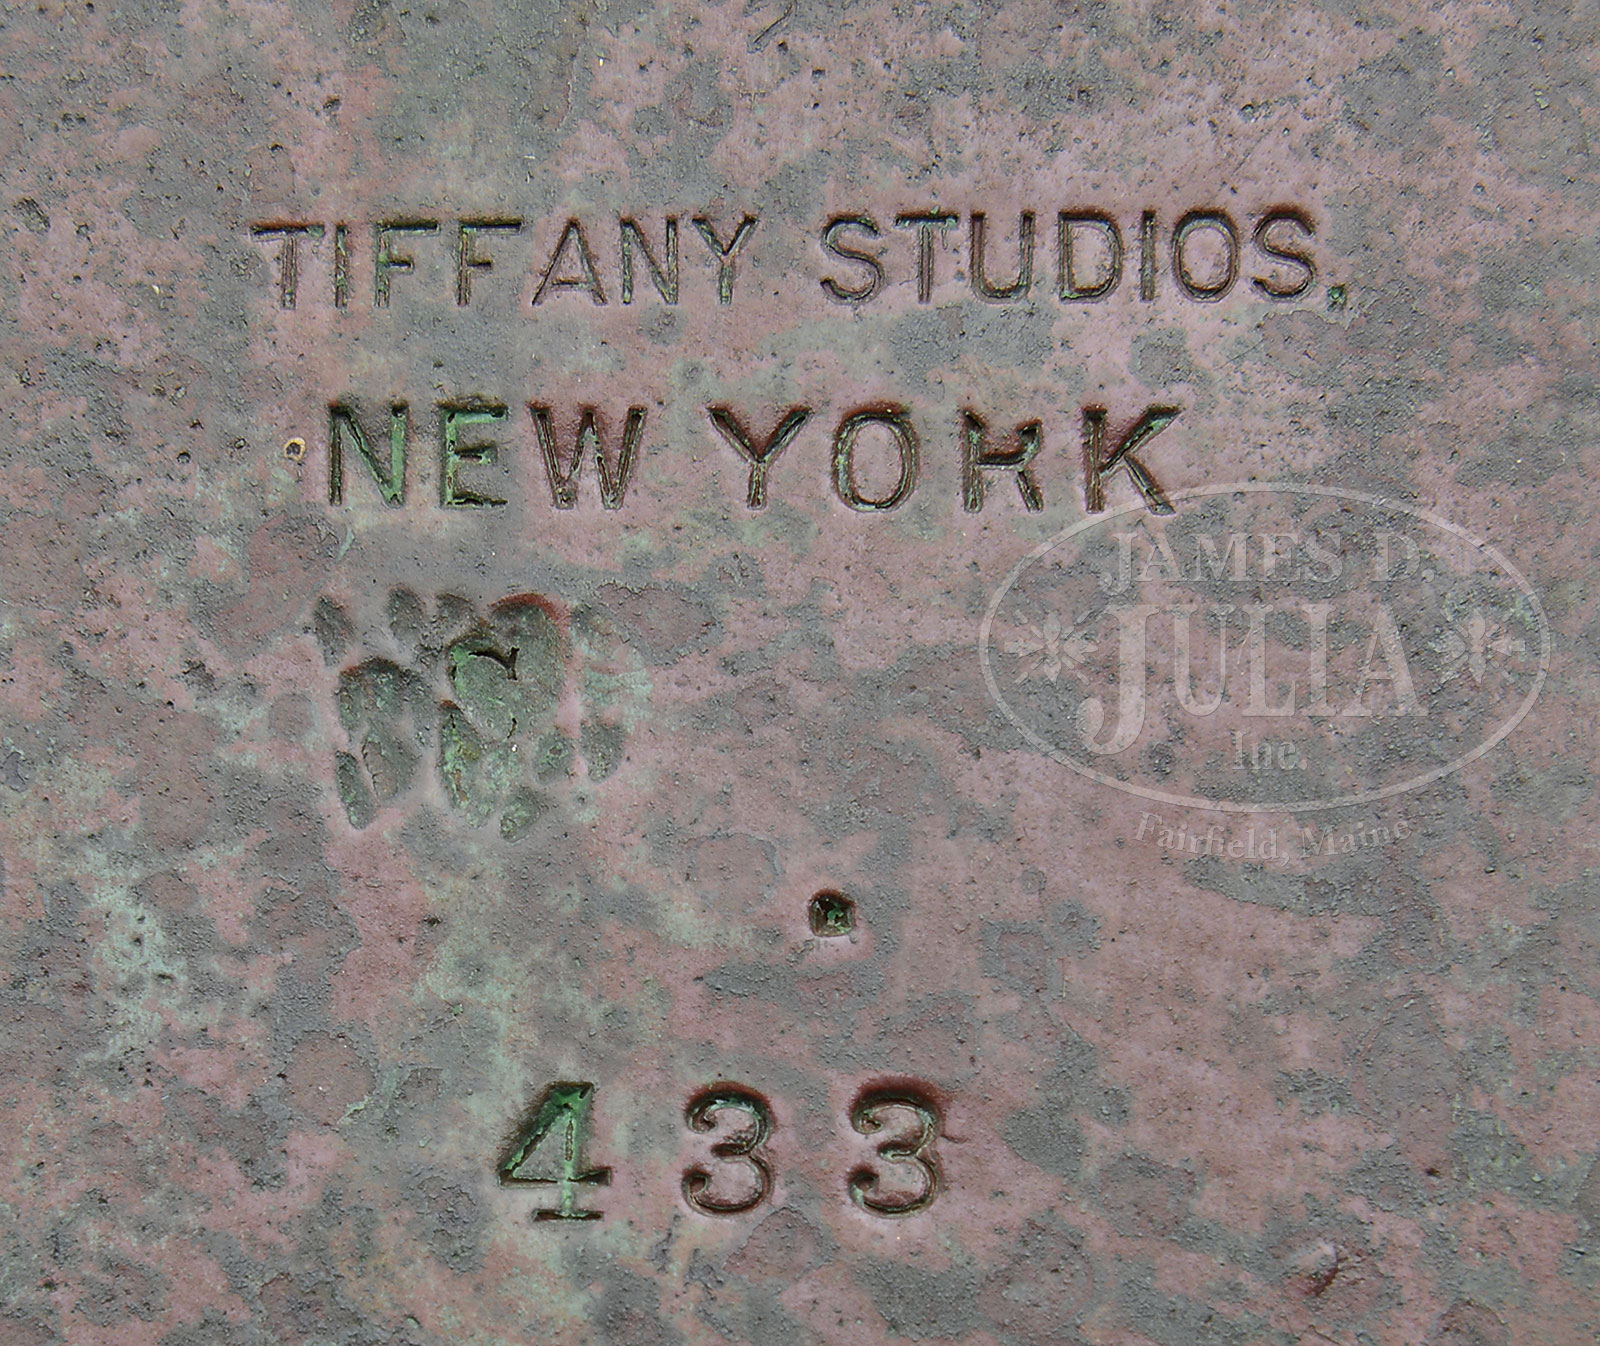 TIFFANY STUDIOS.
NEW YORK
JAMES D.
JULIA
Inc.
Fairfield, Maine
433